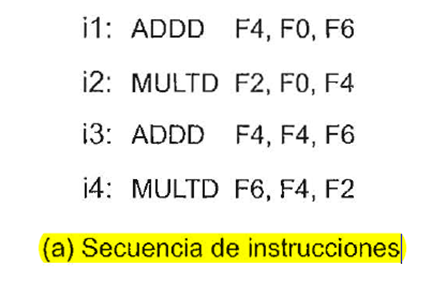 i1: ADDD F4, F0, F6
i2: MULTD F2, F0, F4
i3: ADDD F4, F4, F6
i4: MULTD F6, F4, F2
(a) Secuencia de instrucciones